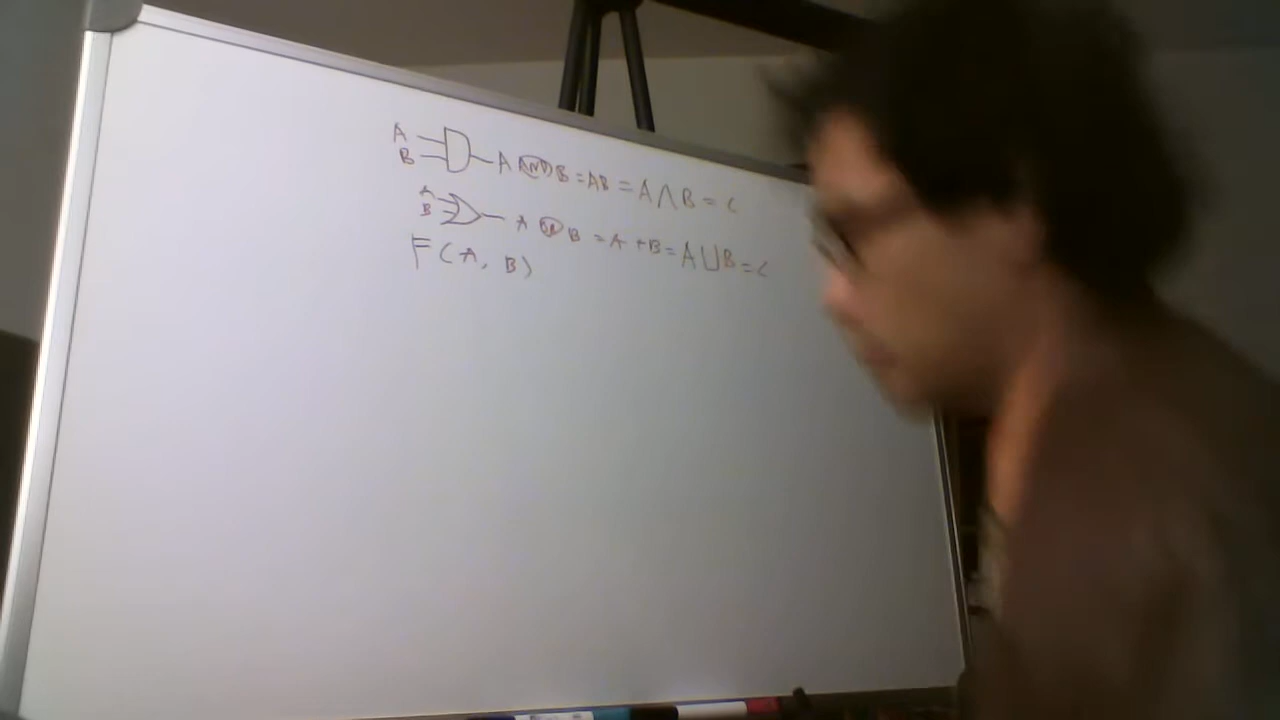 A
B
A AND B = AB = A ∧ B = C
A
B
A OR B = A + B = A ∪ B = C
F(A, B)